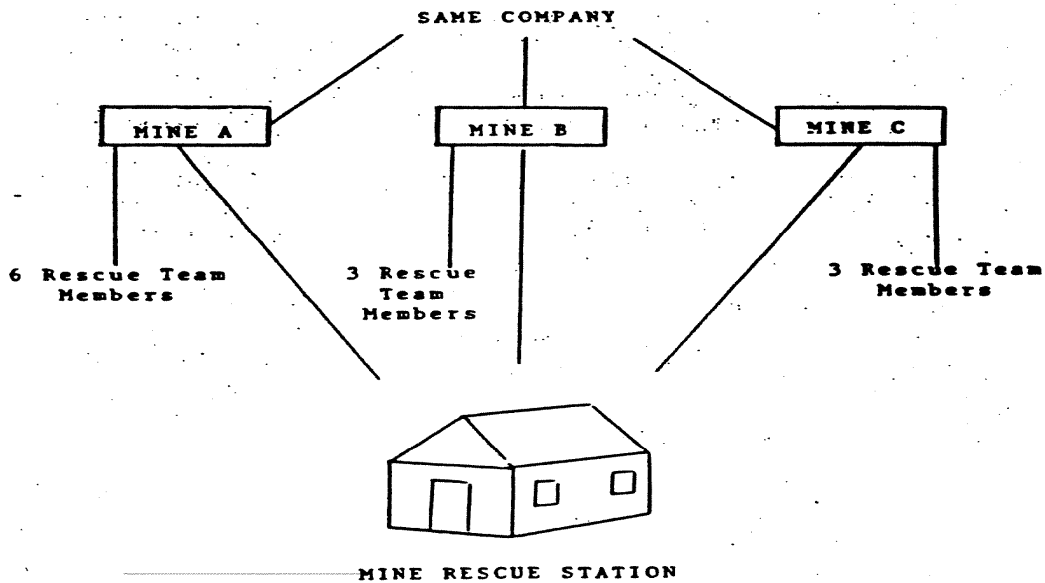 SAME COMPANY
MINE A
MINE B
MINE C
6 Rescue Team
Members
3 Rescue
Team
Members
3 Rescue Team
Members
MINE RESCUE STATION